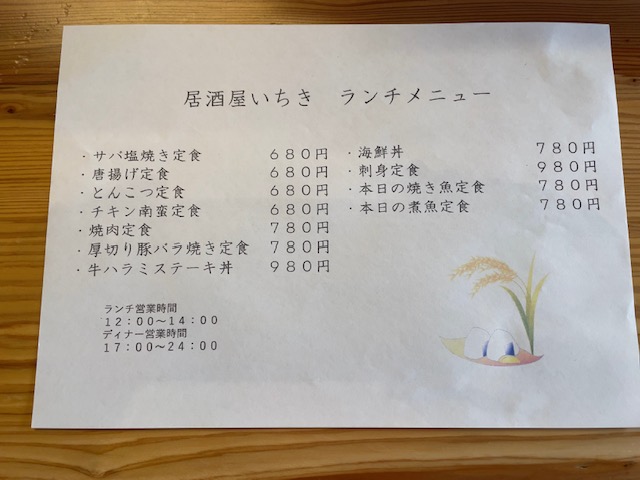 居酒屋いちき　ランチメニュー
・サバ塩焼き定食　６８０円
・唐揚げ定食　６８０円
・とんこつ定食　６８０円
・チキン南蛮定食　６８０円
・焼肉定食　７８０円
・厚切り豚バラ焼き定食　７８０円
・牛ハラミステーキ丼　９８０円
・海鮮丼　７８０円
・刺身定食　９８０円
・本日の焼き魚定食　７８０円
・本日の煮魚定食　７８０円
ランチ営業時間
１２：００～１４：００
ディナー営業時間
１７：００～２４：００